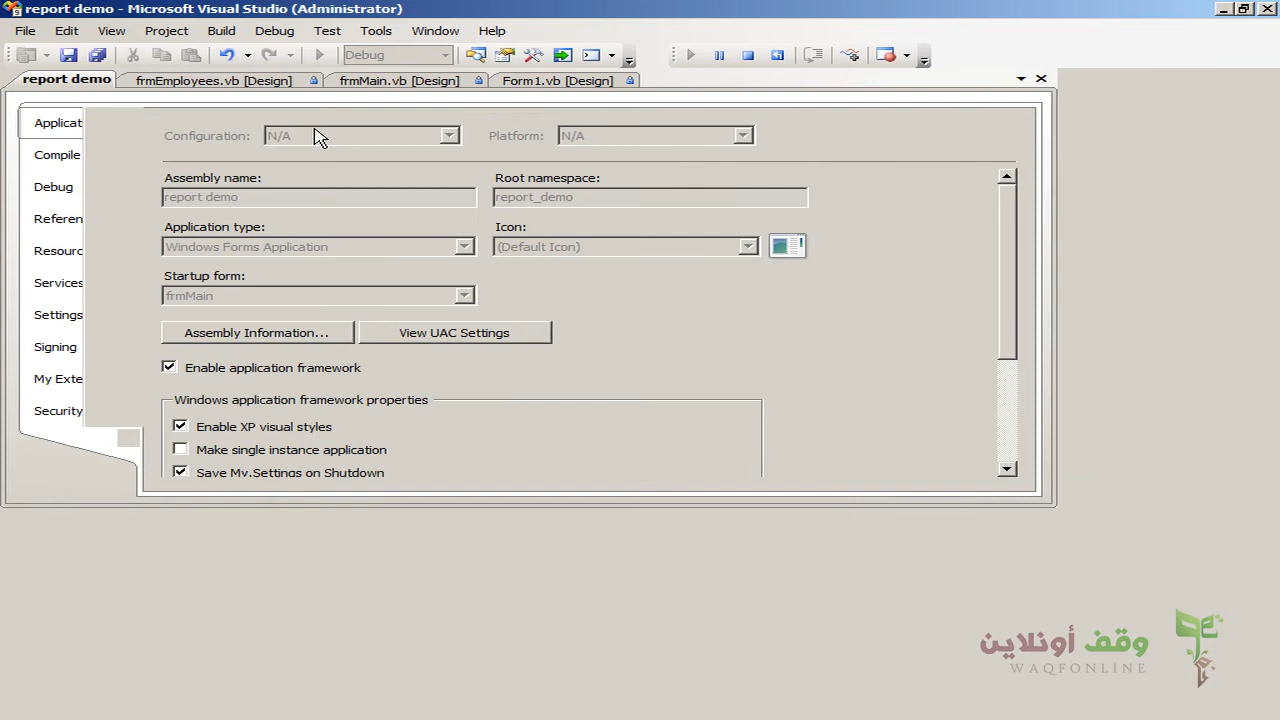 report demo - Microsoft Visual Studio (Administrator)
File Edit View Project Build Debug Data Test Tools Window Help
Debug
report demo frmEmployees.vb [Design] frmMain.vb [Design] Form1.vb [Design]
Applicat
Compile
Debug
Referen
Resourc
Services
Settings
Signing
My Exte
Security
Configuration: N/A Platform: N/A
Assembly name: Root namespace:
report demo report_demo
Application type: Icon:
Windows Forms Application (Default Icon)
Startup form:
frmMain
Assembly Information... View UAC Settings
Enable application framework
Windows application framework properties
Enable XP visual styles
Make single instance application
Save My.Settings on Shutdown
وقف أونلاين
WAQFONLINE